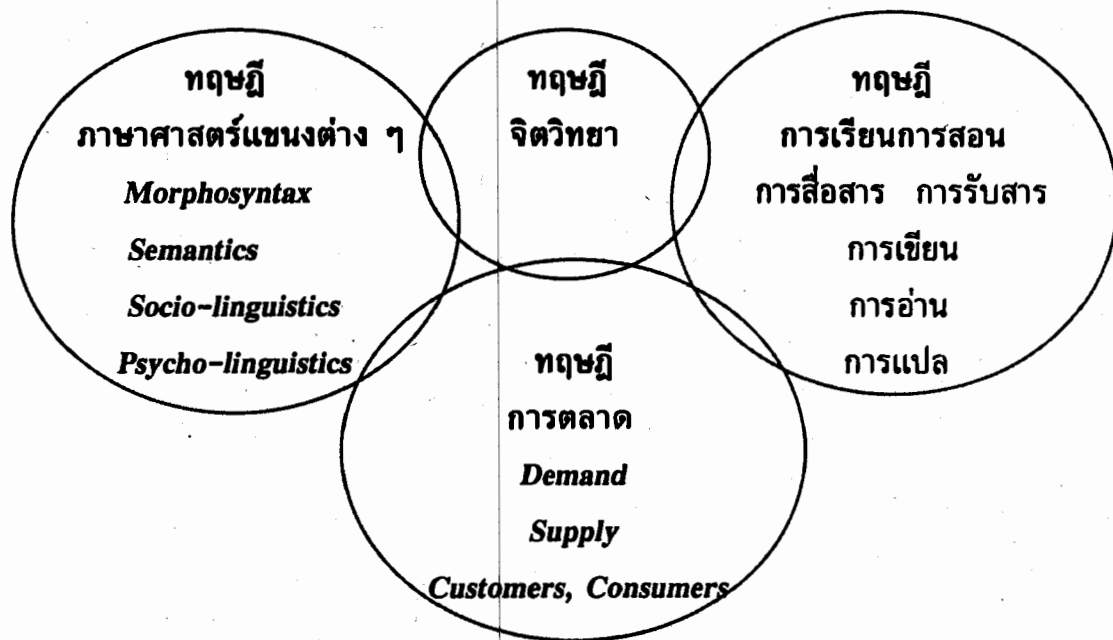 ทฤษฎี
ภาษาศาสตร์แขนงต่าง ๆ
Morphosyntax
Semantics
Socio-linguistics
Psycho-linguistics
ทฤษฎี
จิตวิทยา
ทฤษฎี
การเรียนการสอน
การสื่อสาร การรับสาร
การเขียน
การอ่าน
การแปล
ทฤษฎี
การตลาด
Demand
Supply
Customers, Consumers